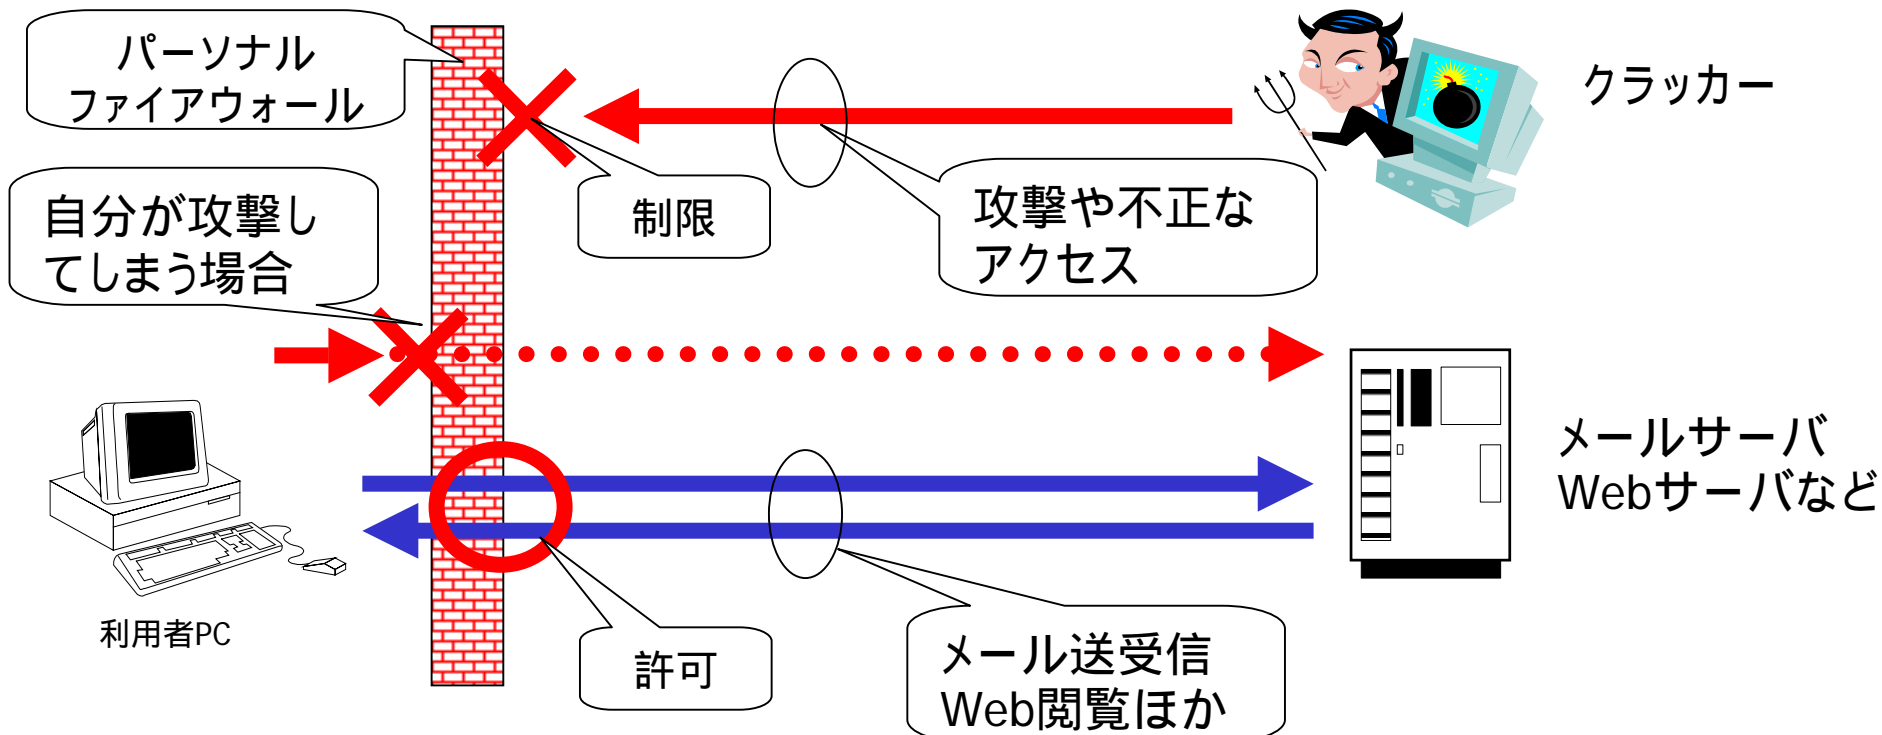 パーソナル
ファイアウォール
クラッカー
制限
攻撃や不正な
アクセス
自分が攻撃し
てしまう場合
メールサーバ
Webサーバなど
利用者PC
許可
メール送受信
Web閲覧ほか